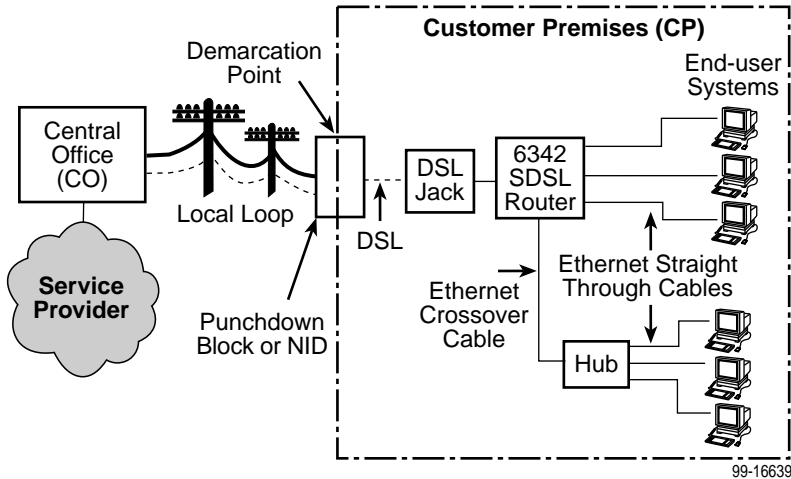 Customer Premises (CP)
Demarcation
Point
End-user
Systems
Central
Office
(CO)
DSL
Jack
6342
SDSL
Router
Local Loop
DSL
Service
Provider
Punchdown
Block or NID
Ethernet
Crossover
Cable
Ethernet Straight
Through Cables
Hub
99-16639